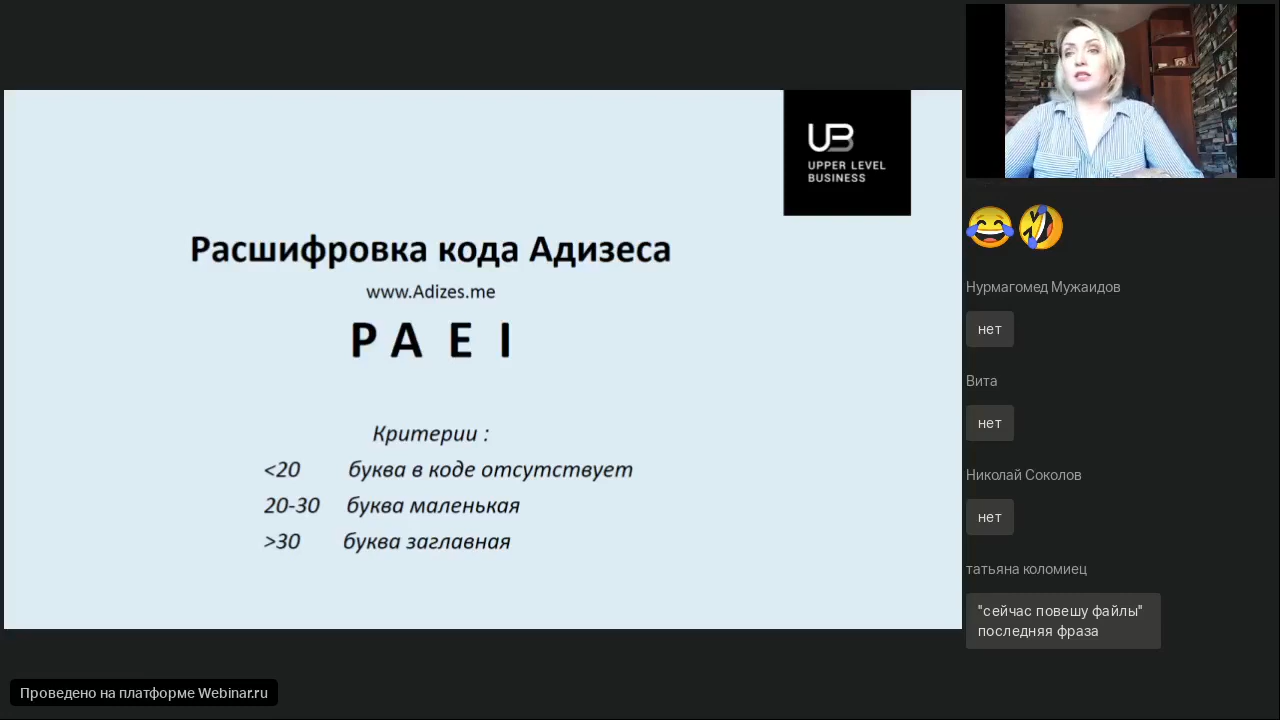 UB
UPPER LEVEL
BUSINESS
Расшифровка кода Адизеса
www.Adizes.me
P A E I
Критерии :
<20 буква в коде отсутствует
20-30 буква маленькая
>30 буква заглавная
Нурмагомед Мужаидов
нет
Вита
нет
Николай Соколов
нет
татьяна коломиец
"сейчас повешу файлы"
последняя фраза
Проведено на платформе Webinar.ru